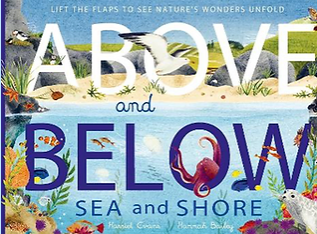 LIFT THE FLAPS TO SEE NATURE'S WONDERS UNFOLD
ABOVE
and
BELOW
SEA and SHORE
Harriet Evans Hannah Bailey